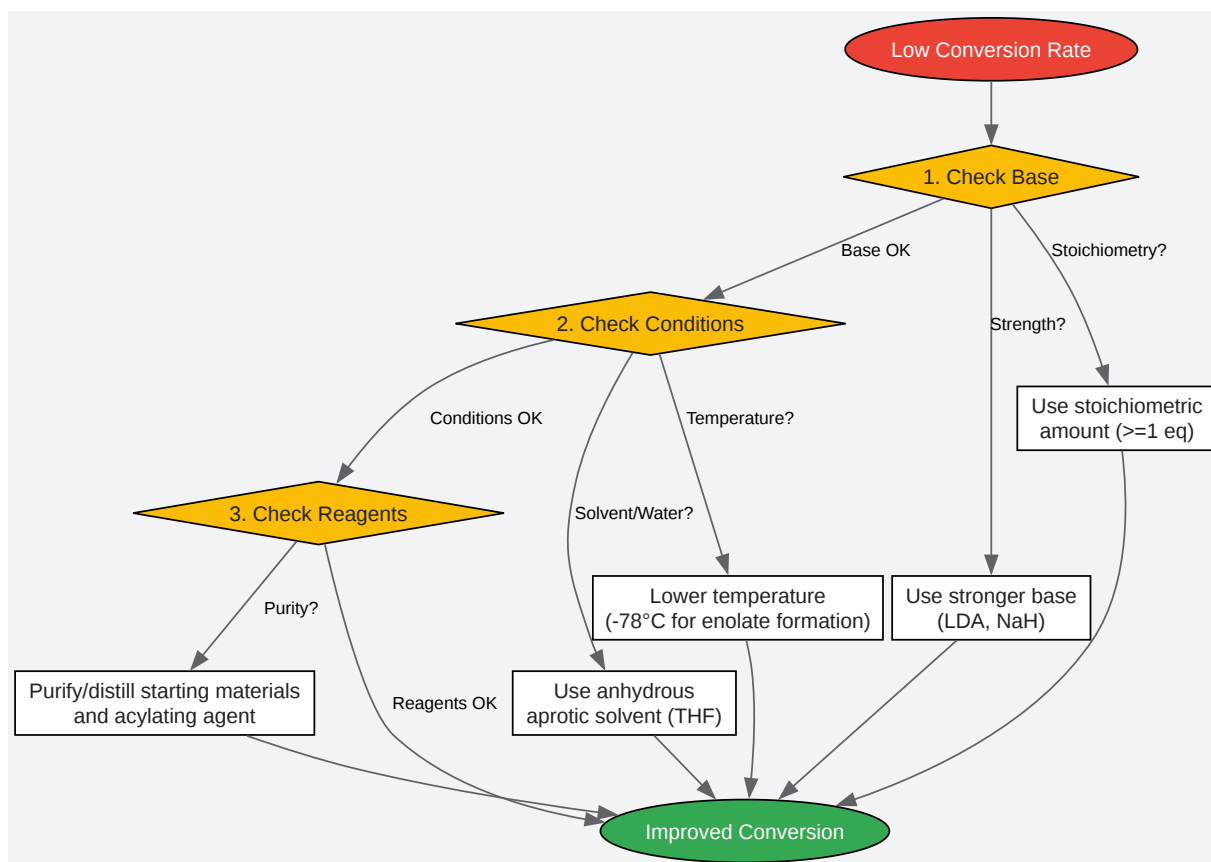 Low Conversion Rate
1. Check Base
Base OK
Stoichiometry?
2. Check Conditions
Strength?
Use stoichiometric
amount (>=1 eq)
Conditions OK
Temperature?
3. Check Reagents
Solvent/Water?
Purity?
Lower temperature
(-78°C for enolate formation)
Use stronger base
(LDA, NaH)
Purify/distill starting materials
and acylating agent
Reagents OK
Use anhydrous
aprotic solvent (THF)
Improved Conversion